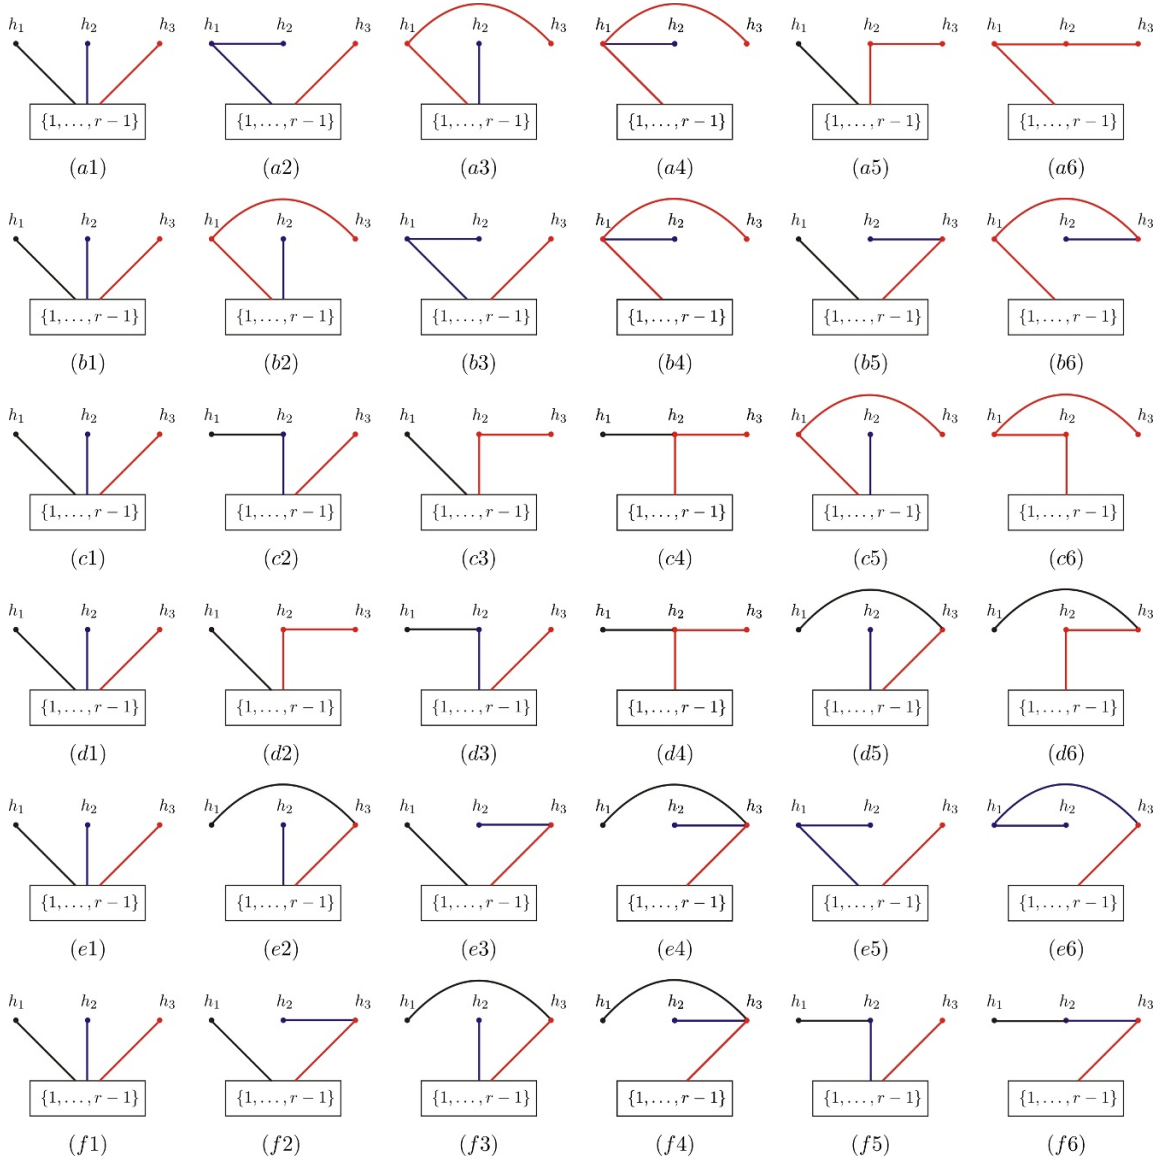 h₁ h₂ h₃ h₁ h₂ h₃ h₁ h₂ h₃ h₁ h₂ h₃ h₁ h₂ h₃ h₁ h₂ h₃
{1, . . . , r − 1} {1, . . . , r − 1} {1, . . . , r − 1} {1, . . . , r − 1} {1, . . . , r − 1} {1, . . . , r − 1}
(a1) (a2) (a3) (a4) (a5) (a6)
h₁ h₂ h₃ h₁ h₂ h₃ h₁ h₂ h₃ h₁ h₂ h₃ h₁ h₂ h₃ h₁ h₂ h₃
{1, . . . , r − 1} {1, . . . , r − 1} {1, . . . , r − 1} {1, . . . , r − 1} {1, . . . , r − 1} {1, . . . , r − 1}
(b1) (b2) (b3) (b4) (b5) (b6)
h₁ h₂ h₃ h₁ h₂ h₃ h₁ h₂ h₃ h₁ h₂ h₃ h₁ h₂ h₃ h₁ h₂ h₃
{1, . . . , r − 1} {1, . . . , r − 1} {1, . . . , r − 1} {1, . . . , r − 1} {1, . . . , r − 1} {1, . . . , r − 1}
(c1) (c2) (c3) (c4) (c5) (c6)
h₁ h₂ h₃ h₁ h₂ h₃ h₁ h₂ h₃ h₁ h₂ h₃ h₁ h₂ h₃ h₁ h₂ h₃
{1, . . . , r − 1} {1, . . . , r − 1} {1, . . . , r − 1} {1, . . . , r − 1} {1, . . . , r − 1} {1, . . . , r − 1}
(d1) (d2) (d3) (d4) (d5) (d6)
h₁ h₂ h₃ h₁ h₂ h₃ h₁ h₂ h₃ h₁ h₂ h₃ h₁ h₂ h₃ h₁ h₂ h₃
{1, . . . , r − 1} {1, . . . , r − 1} {1, . . . , r − 1} {1, . . . , r − 1} {1, . . . , r − 1} {1, . . . , r − 1}
(e1) (e2) (e3) (e4) (e5) (e6)
h₁ h₂ h₃ h₁ h₂ h₃ h₁ h₂ h₃ h₁ h₂ h₃ h₁ h₂ h₃ h₁ h₂ h₃
{1, . . . , r − 1} {1, . . . , r − 1} {1, . . . , r − 1} {1, . . . , r − 1} {1, . . . , r − 1} {1, . . . , r − 1}
(f1) (f2) (f3) (f4) (f5) (f6)